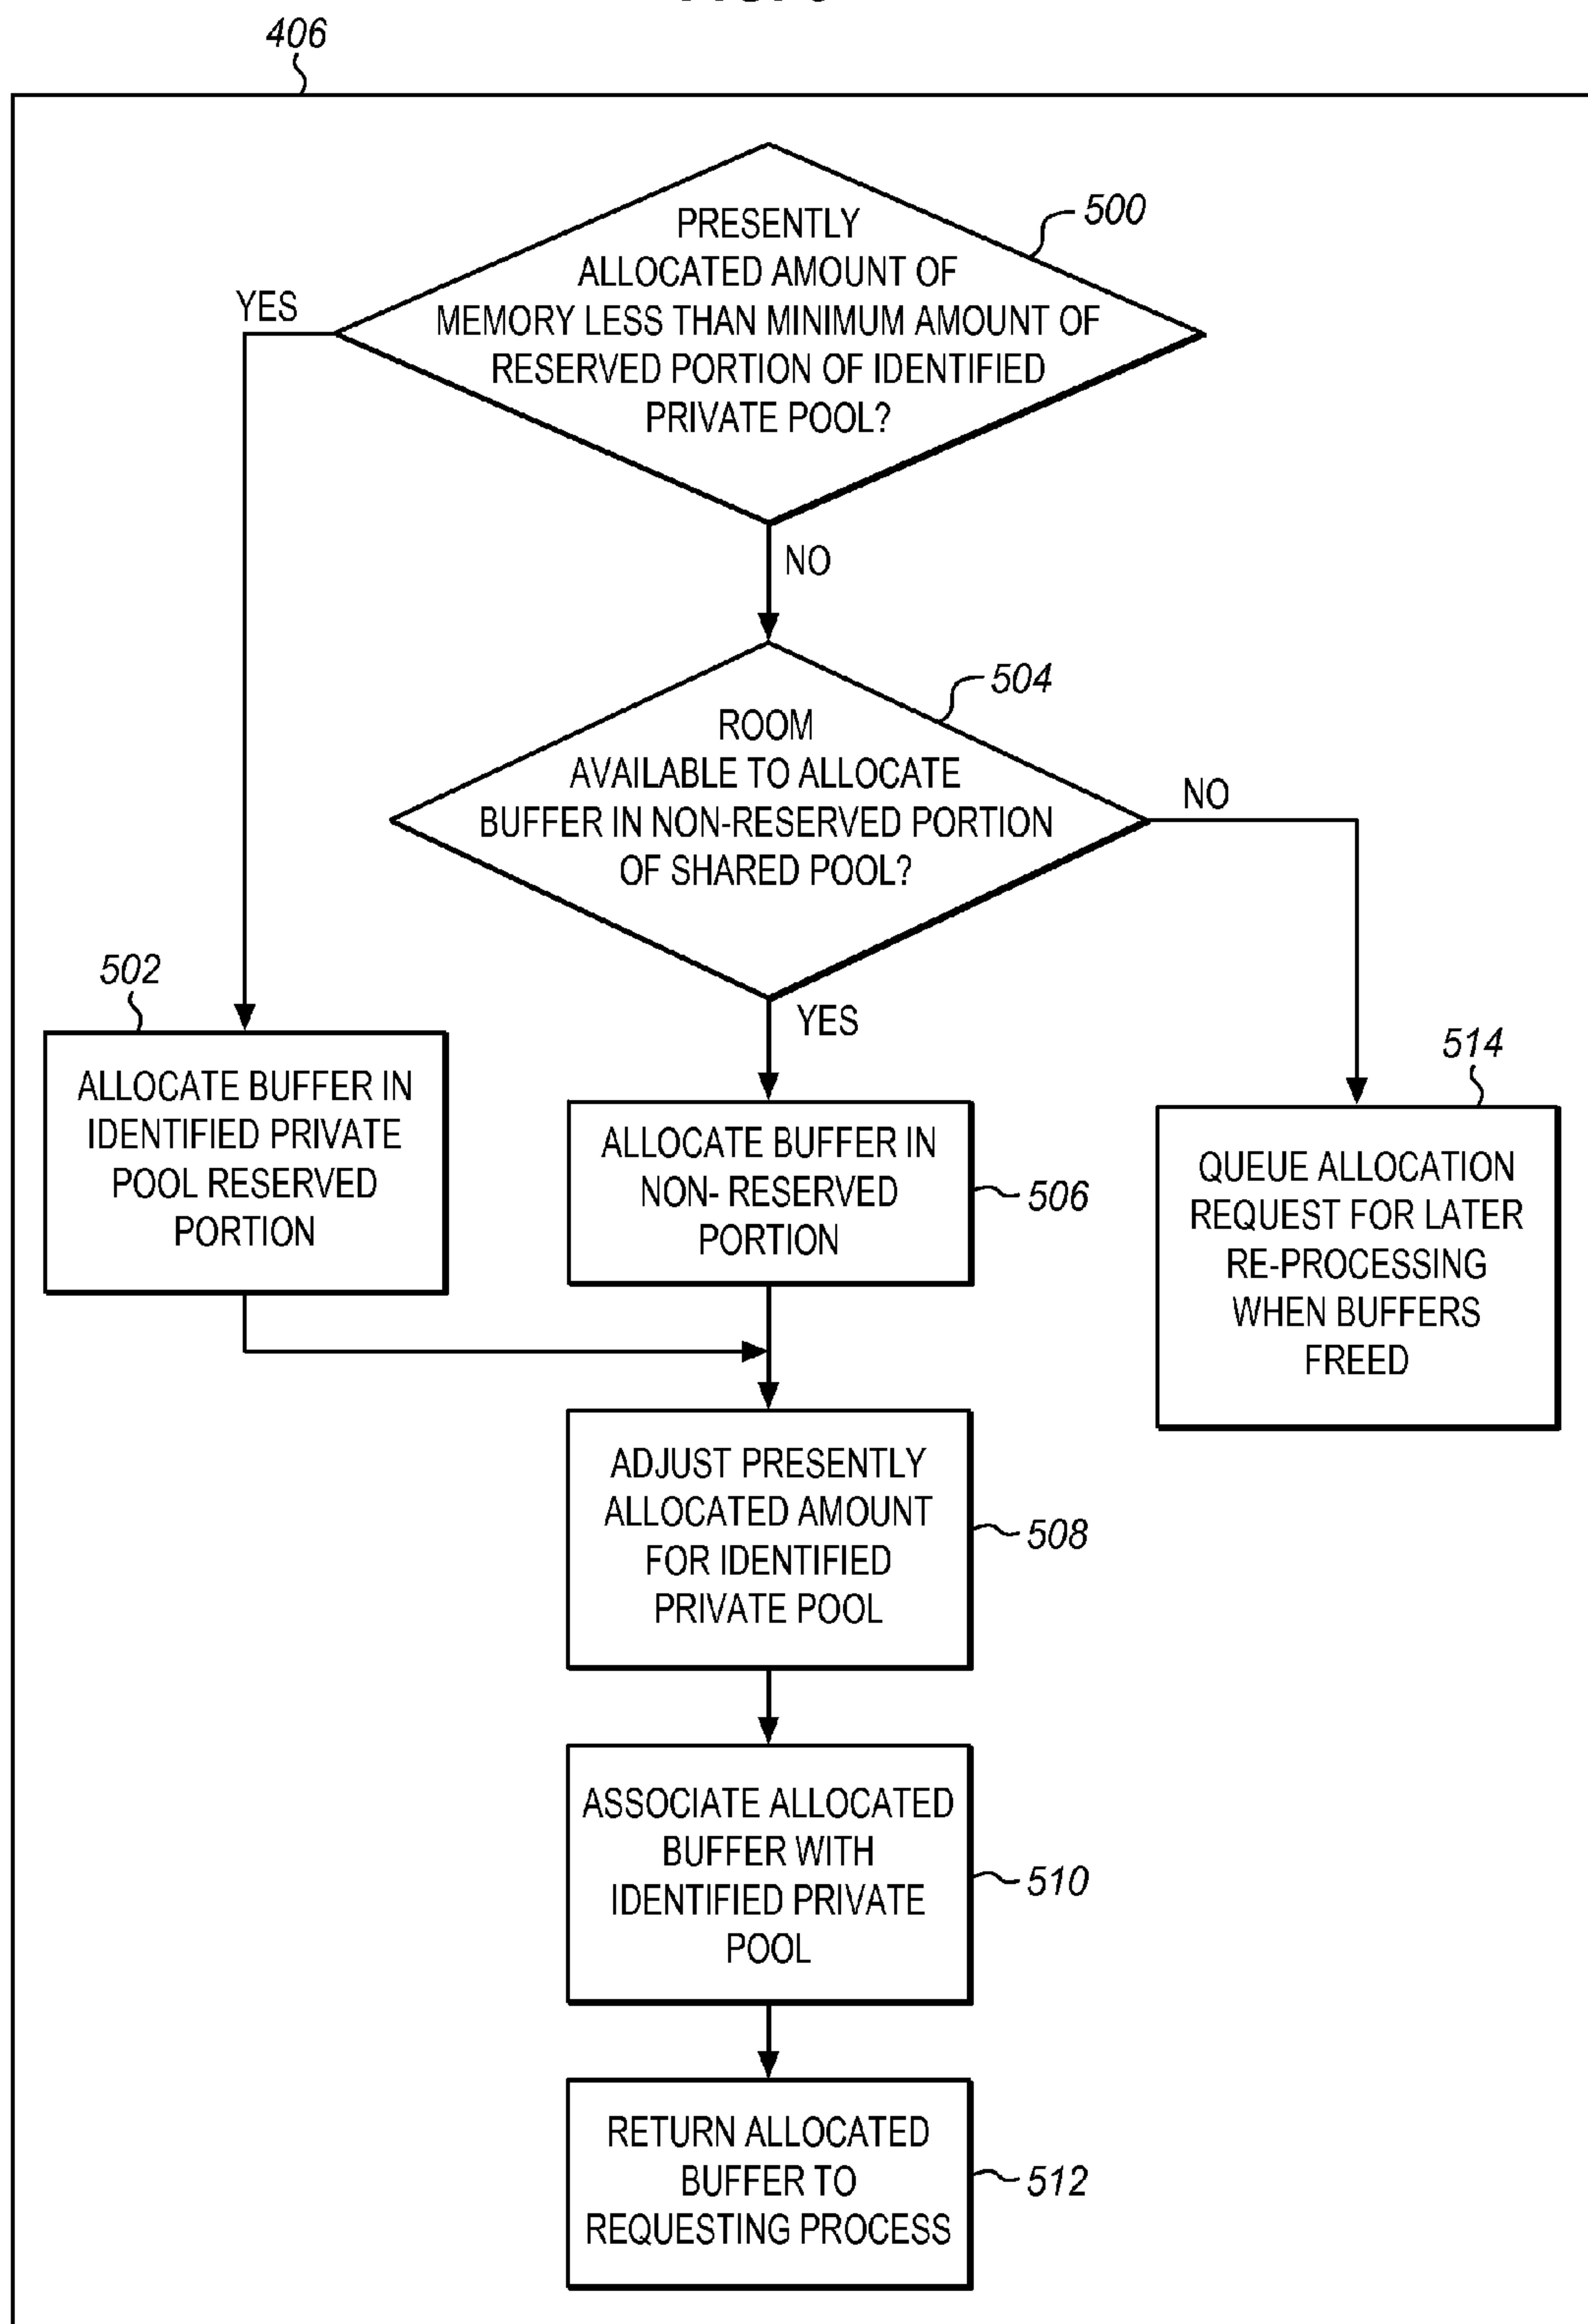 406
PRESENTLY
ALLOCATED AMOUNT OF
MEMORY LESS THAN MINIMUM AMOUNT OF
RESERVED PORTION OF IDENTIFIED
PRIVATE POOL?
500
YES
NO
ROOM
AVAILABLE TO ALLOCATE
BUFFER IN NON-RESERVED PORTION
OF SHARED POOL?
504
NO
YES
502
ALLOCATE BUFFER IN
IDENTIFIED PRIVATE
POOL RESERVED
PORTION
ALLOCATE BUFFER IN
NON- RESERVED
PORTION
506
514
QUEUE ALLOCATION
REQUEST FOR LATER
RE-PROCESSING
WHEN BUFFERS
FREED
ADJUST PRESENTLY
ALLOCATED AMOUNT
FOR IDENTIFIED
PRIVATE POOL
508
ASSOCIATE ALLOCATED
BUFFER WITH
IDENTIFIED PRIVATE
POOL
510
RETURN ALLOCATED
BUFFER TO
REQUESTING PROCESS
512